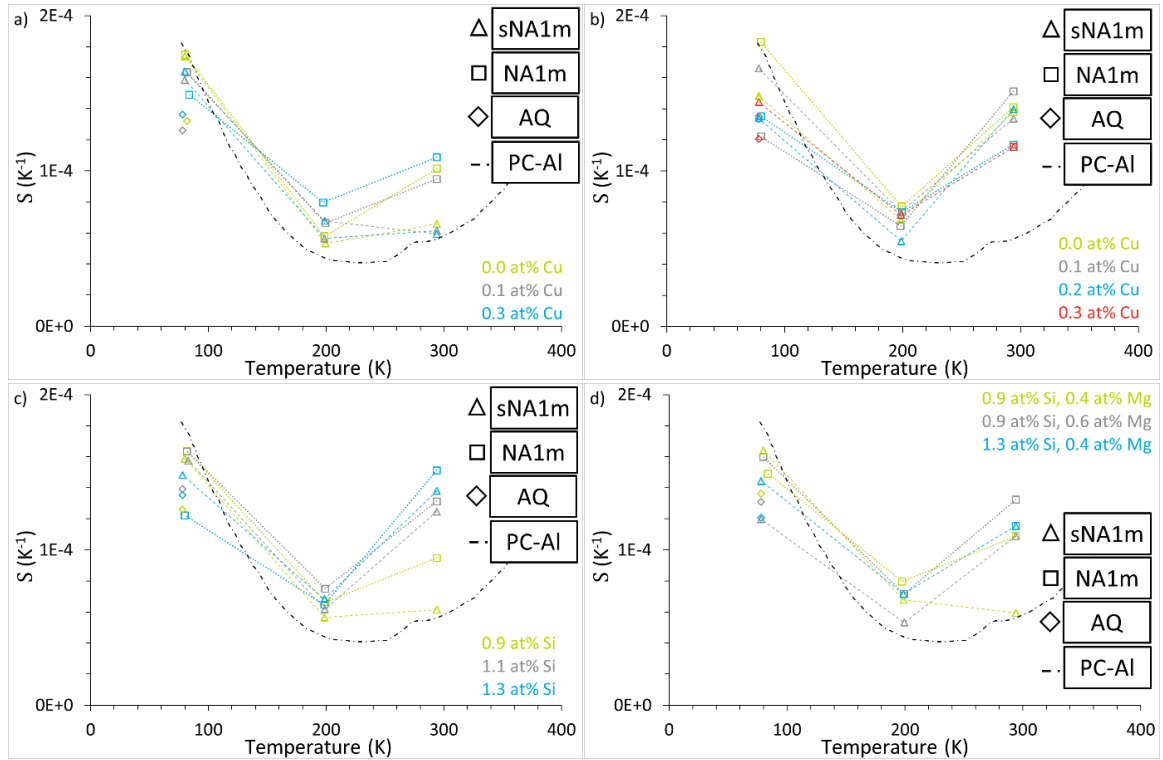 a)
2E-4
1E-4
0E+0
S (K⁻¹)
0
100
200
300
400
Temperature (K)
sNA1m
NA1m
AQ
PC-Al
0.0 at% Cu
0.1 at% Cu
0.3 at% Cu
b)
2E-4
1E-4
0E+0
S (K⁻¹)
0
100
200
300
400
Temperature (K)
sNA1m
NA1m
AQ
PC-Al
0.0 at% Cu
0.1 at% Cu
0.2 at% Cu
0.3 at% Cu
c)
2E-4
1E-4
0E+0
S (K⁻¹)
0
100
200
300
400
Temperature (K)
sNA1m
NA1m
AQ
PC-Al
0.9 at% Si
1.1 at% Si
1.3 at% Si
d)
2E-4
1E-4
0E+0
S (K⁻¹)
0
100
200
300
400
Temperature (K)
0.9 at% Si, 0.4 at% Mg
0.9 at% Si, 0.6 at% Mg
1.3 at% Si, 0.4 at% Mg
sNA1m
NA1m
AQ
PC-Al